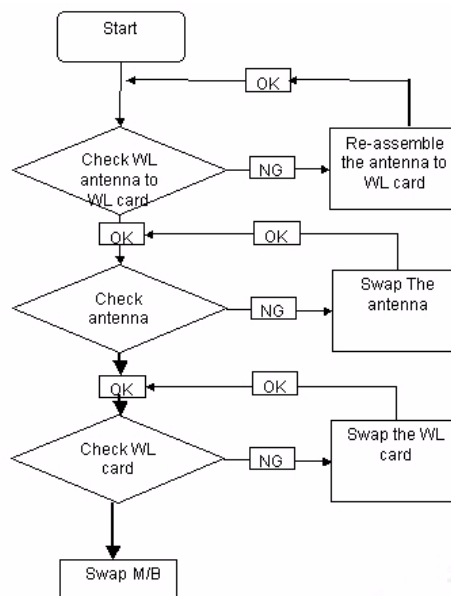 Start
OK
Check WL
antenna to
WL card
NG
Re-assemble
the antenna to
WL card
OK
OK
Check
antenna
NG
Swap The
antenna
OK
OK
Check WL
card
NG
Swap the WL
card
Swap M/B